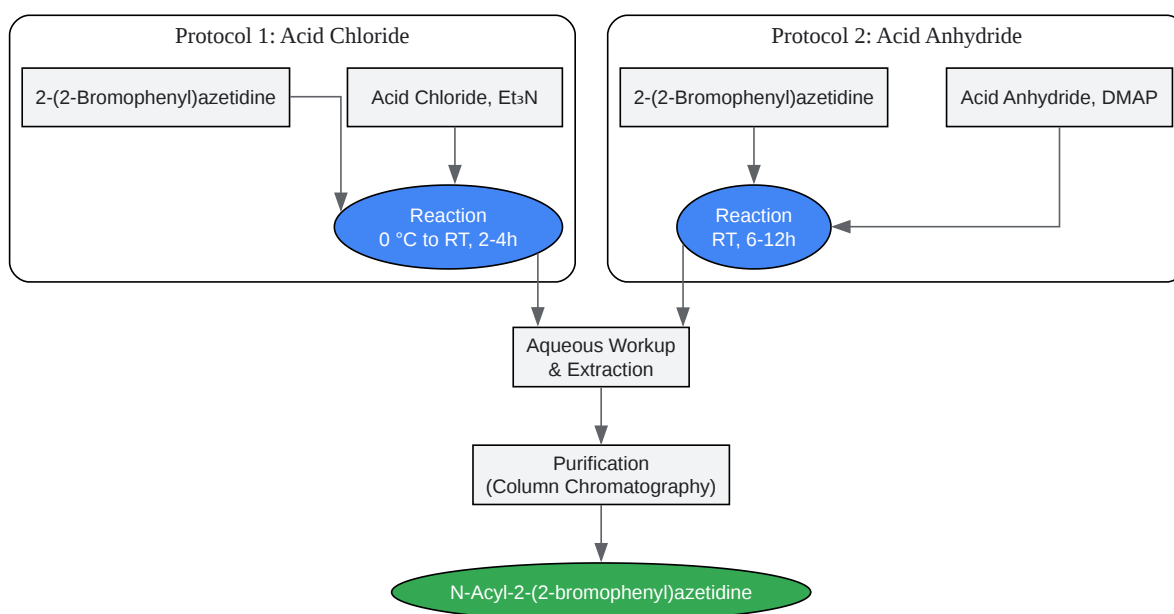 Protocol 1: Acid Chloride
2-(2-Bromophenyl)azetidine
Acid Chloride, Et₃N
Reaction
0 °C to RT, 2-4h
Protocol 2: Acid Anhydride
2-(2-Bromophenyl)azetidine
Acid Anhydride, DMAP
Reaction
RT, 6-12h
Aqueous Workup
& Extraction
Purification
(Column Chromatography)
N-Acyl-2-(2-bromophenyl)azetidine